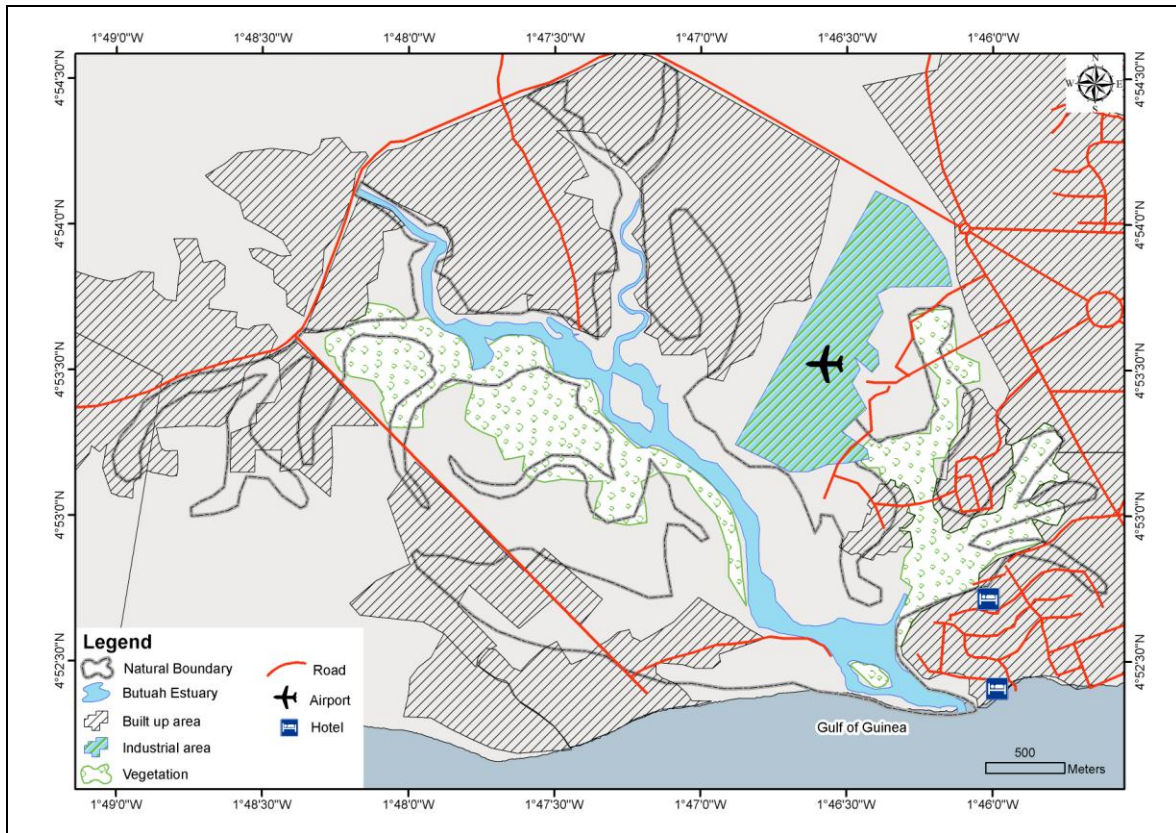 1°49'0"W 1°48'30"W 1°48'0"W 1°47'30"W 1°47'0"W 1°46'30"W 1°46'0"W
4°54'30"N
4°54'0"N
4°53'30"N
4°53'0"N
4°52'30"N
N
W E
S
4°54'30"N
4°54'0"N
4°53'30"N
4°53'0"N
4°52'30"N
Legend
Natural Boundary
Butuah Estuary
Built up area
Industrial area
Vegetation
Road
Airport
Hotel
Gulf of Guinea
500
Meters
1°49'0"W 1°48'30"W 1°48'0"W 1°47'30"W 1°47'0"W 1°46'30"W 1°46'0"W